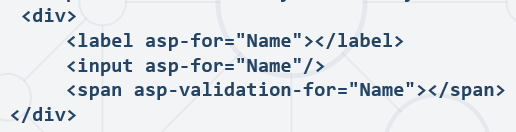 <div>
<label asp-for="Name"></label>
<input asp-for="Name"/>
<span asp-validation-for="Name"></span>
</div>